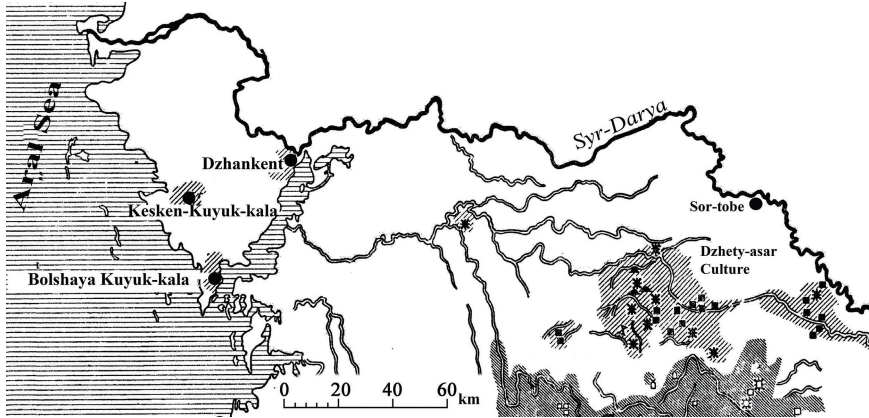 Aral Sea
Syr-Darya
Dzhankent
Kesken-Kuyuk-kala
Sor-tobe
Dzhety-asar
Culture
Bolshaya Kuyuk-kala
0 20 40 60
km